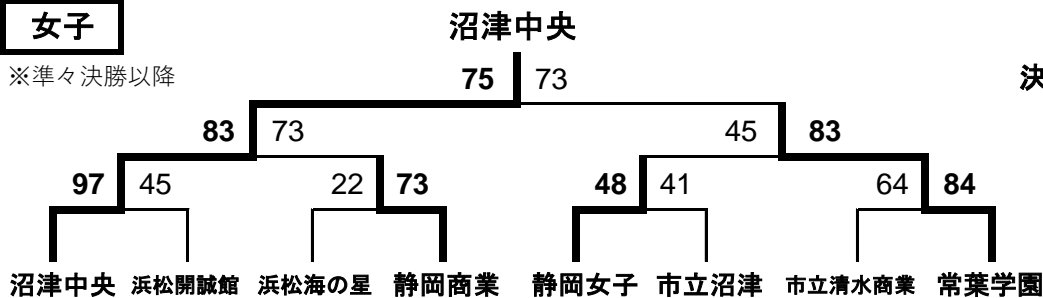 女子
沼津中央
※準々決勝以降
75 73
決
83 73
45 83
97 45
22 73
48 41
64 84
沼津中央 浜松開誠館 浜松海の星 静岡商業 静岡女子 市立沼津 市立清水商業 常葉学園